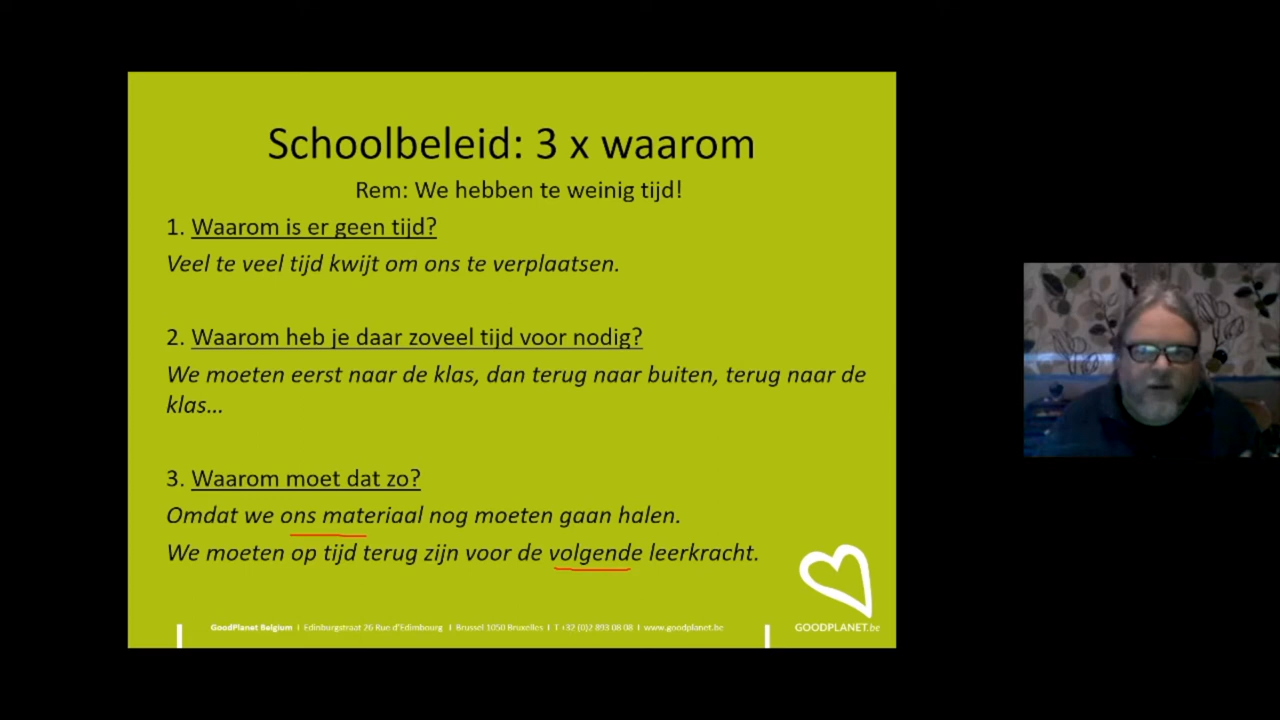 Schoolbeleid: 3 x waarom
Rem: We hebben te weinig tijd!
1. Waarom is er geen tijd?
Veel te veel tijd kwijt om ons te verplaatsen.
2. Waarom heb je daar zoveel tijd voor nodig?
We moeten eerst naar de klas, dan terug naar buiten, terug naar de
klas...
3. Waarom moet dat zo?
Omdat we ons materiaal nog moeten gaan halen.
We moeten op tijd terug zijn voor de volgende leerkracht.
GoodPlanet Belgium I Edinburgstraat 26 Rue d'Edimbourg I Brussel 1050 Bruxelles I T +32 (0)2 893 08 08 I www.goodplanet.be
GOODPLANET.be